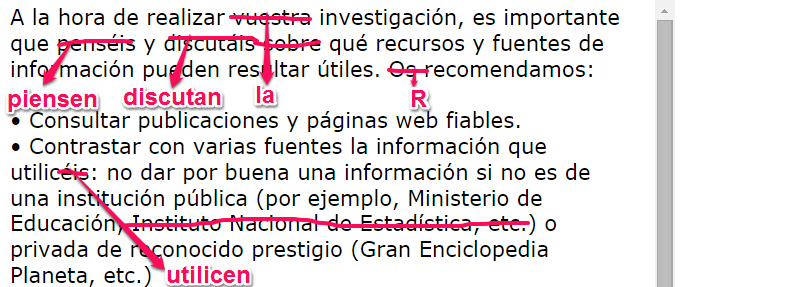 A la hora de realizar vuestra investigación, es importante
que penséis y discutáis sobre qué recursos y fuentes de
información pueden resultar útiles. Os recomendamos:
piensen discutan la R
• Consultar publicaciones y páginas web fiables.
• Contrastar con varias fuentes la información que
utilicéis: no dar por buena una información si no es de
una institución pública (por ejemplo, Ministerio de
Educación, Instituto Nacional de Estadística, etc.) o
privada de reconocido prestigio (Gran Enciclopedia
Planeta, etc.)
utilicen